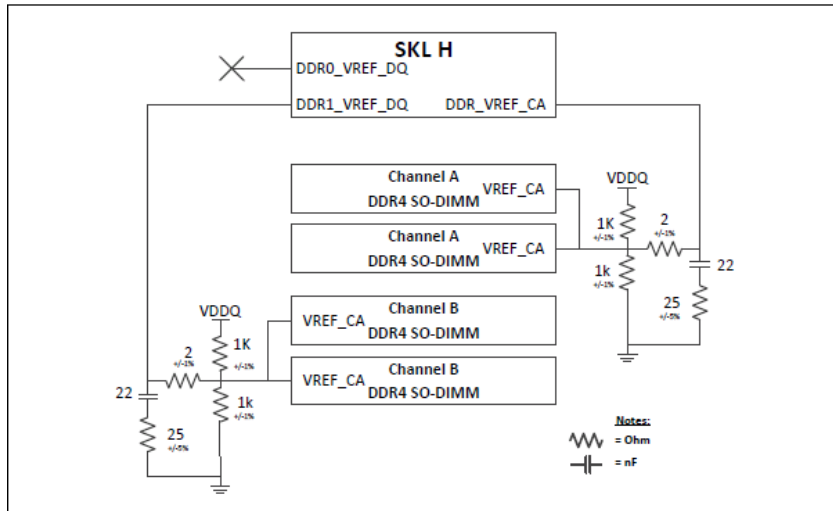 SKL H
DDR0_VREF_DQ
DDR1_VREF_DQ DDR_VREF_CA
Channel A
VREF_CA
DDR4 SO-DIMM
Channel A
VREF_CA
DDR4 SO-DIMM
VDDQ
1K
+/-1%
2
+/-1%
1k
+/-1%
22
25
+/-5%
Channel B
VREF_CA
DDR4 SO-DIMM
Channel B
VREF_CA
DDR4 SO-DIMM
VDDQ
1K
+/-1%
2
+/-1%
1k
+/-1%
22
25
+/-5%
Notes:
= Ohm
= nF